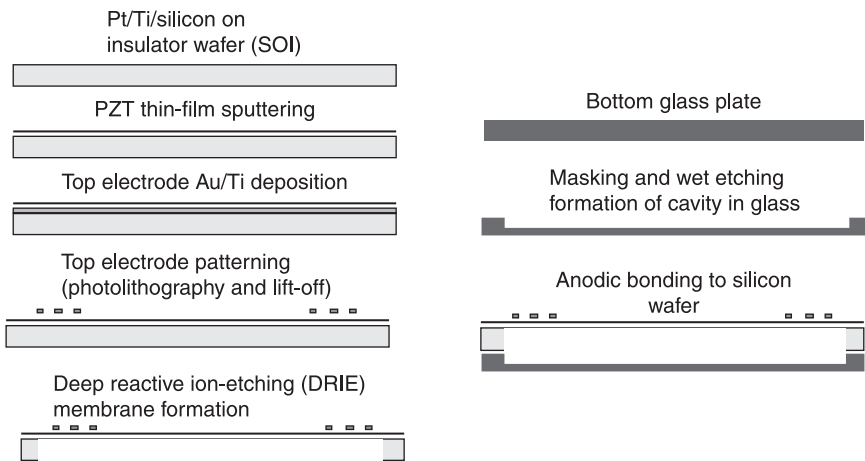 Pt/Ti/silicon on
insulator wafer (SOI)
PZT thin-film sputtering
Top electrode Au/Ti deposition
Top electrode patterning
(photolithography and lift-off)
Deep reactive ion-etching (DRIE)
membrane formation
Bottom glass plate
Masking and wet etching
formation of cavity in glass
Anodic bonding to silicon
wafer